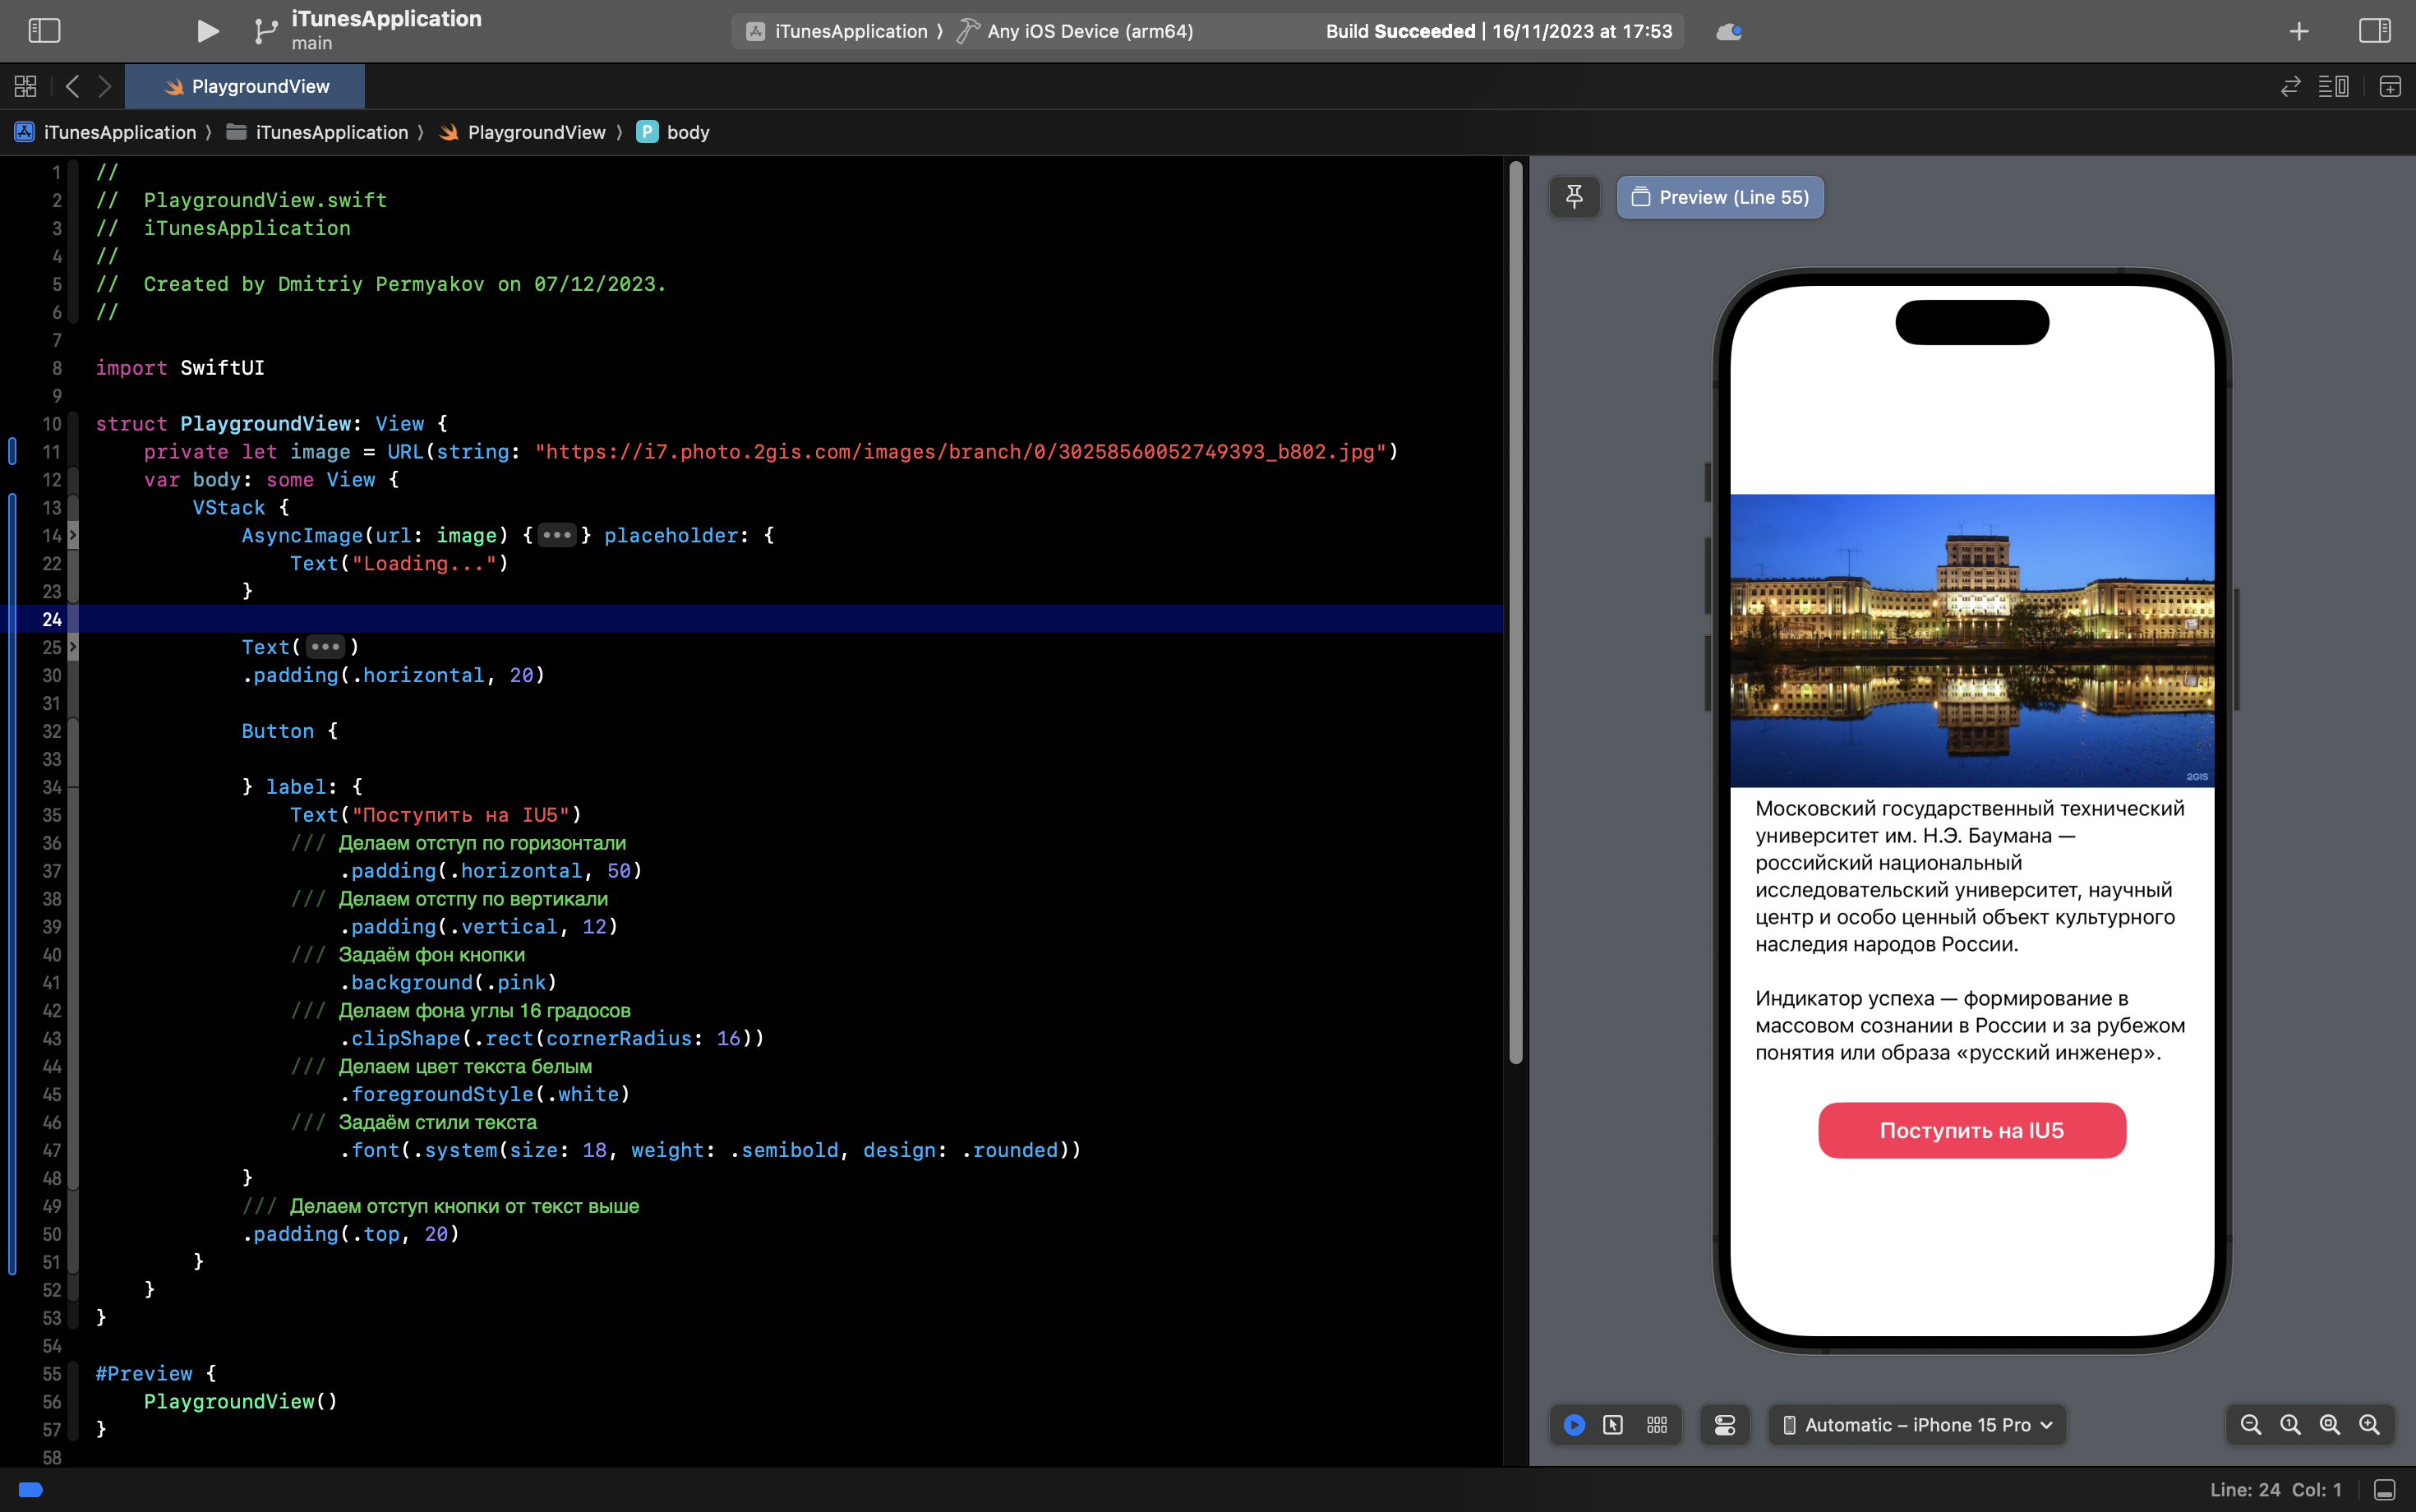 iTunesApplication
main
iTunesApplication ⟩ Any iOS Device (arm64)
Build Succeeded | 16/11/2023 at 17:53
PlaygroundView
iTunesApplication ⟩ iTunesApplication ⟩ PlaygroundView ⟩ P body
1 //
2 //  PlaygroundView.swift
3 //  iTunesApplication
4 //
5 //  Created by Dmitriy Permyakov on 07/12/2023.
6 //
7
8 import SwiftUI
9
10 struct PlaygroundView: View {
11     private let image = URL(string: "https://i7.photo.2gis.com/images/branch/0/30258560052749393_b802.jpg")
12     var body: some View {
13         VStack {
14             AsyncImage(url: image) {•••} placeholder: {
22                 Text("Loading...")
23             }
24
25             Text(•••)
30             .padding(.horizontal, 20)
31
32             Button {
33
34             } label: {
35                 Text("Поступить на IU5")
36                 /// Делаем отступ по горизонтали
37                     .padding(.horizontal, 50)
38                 /// Делаем отстпу по вертикали
39                     .padding(.vertical, 12)
40                 /// Задаём фон кнопки
41                     .background(.pink)
42                 /// Делаем фона углы 16 градосов
43                     .clipShape(.rect(cornerRadius: 16))
44                 /// Делаем цвет текста белым
45                     .foregroundStyle(.white)
46                 /// Задаём стили текста
47                     .font(.system(size: 18, weight: .semibold, design: .rounded))
48             }
49             /// Делаем отступ кнопки от текст выше
50             .padding(.top, 20)
51         }
52     }
53 }
54
55 #Preview {
56     PlaygroundView()
57 }
58
Preview (Line 55)
2GIS
Московский государственный технический
университет им. Н.Э. Баумана —
российский национальный
исследовательский университет, научный
центр и особо ценный объект культурного
наследия народов России.
Индикатор успеха — формирование в
массовом сознании в России и за рубежом
понятия или образа «русский инженер».
Поступить на IU5
Automatic – iPhone 15 Pro
Line: 24 Col: 1